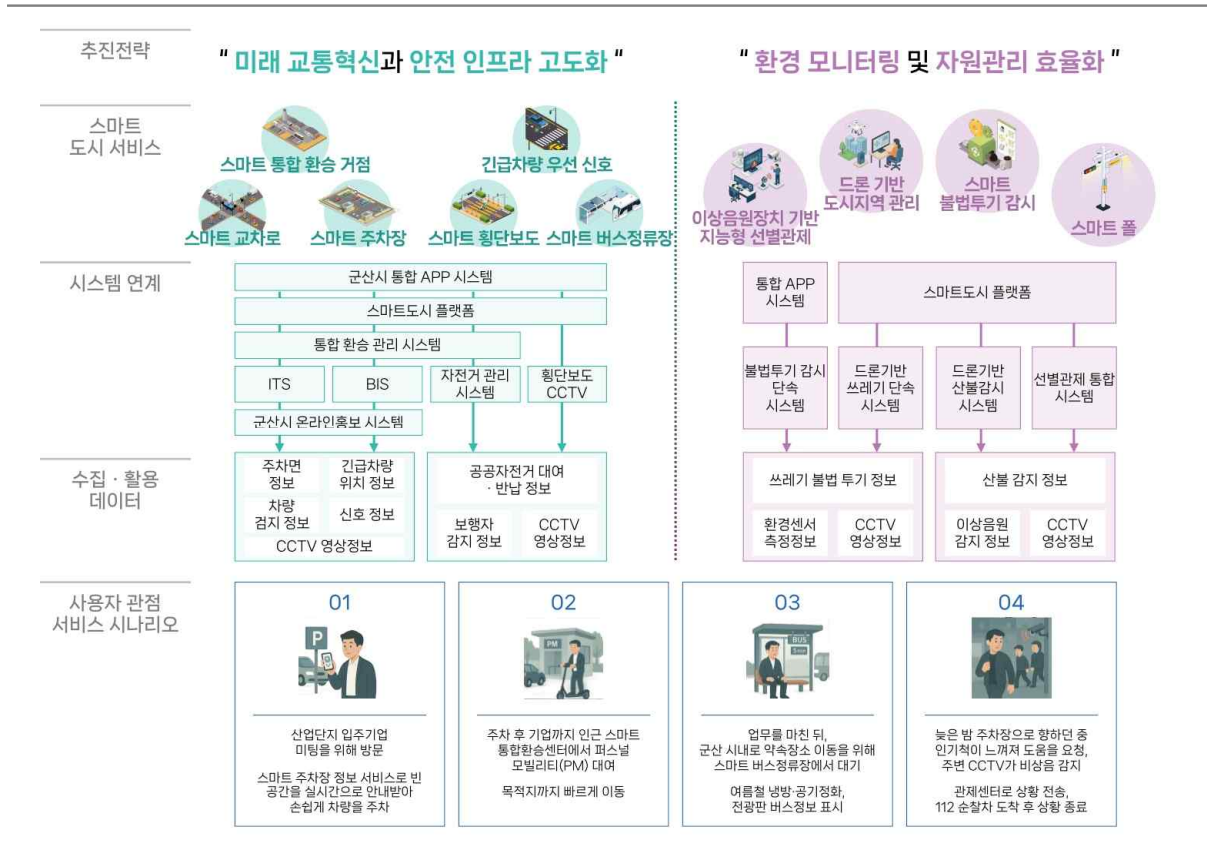 추진전략
" 미래 교통혁신과 안전 인프라 고도화 "
" 환경 모니터링 및 자원관리 효율화 "
스마트
도시 서비스
스마트 통합 환승 거점
긴급차량 우선 신호
스마트 교차로
스마트 주차장
스마트 횡단보도
스마트 버스정류장
이상음원장치 기반
지능형 선별관제
드론 기반
도시지역 관리
스마트
불법투기 감시
스마트 폴
시스템 연계
군산시 통합 APP 시스템
스마트도시 플랫폼
통합 환승 관리 시스템
ITS
BIS
자전거 관리
시스템
횡단보도
CCTV
군산시 온라인홍보 시스템
통합 APP
시스템
스마트도시 플랫폼
불법투기 감시
단속
시스템
드론기반
쓰레기 단속
시스템
드론기반
산불감시
시스템
선별관제 통합
시스템
수집 · 활용
데이터
주차면
정보
긴급차량
위치 정보
차량
검지 정보
신호 정보
CCTV 영상정보
공공자전거 대여
· 반납 정보
보행자
감지 정보
CCTV
영상정보
쓰레기 불법 투기 정보
환경센서
측정정보
CCTV
영상정보
산불 감지 정보
이상음원
감지 정보
CCTV
영상정보
사용자 관점
서비스 시나리오
01
P
산업단지 입주기업
미팅을 위해 방문
스마트 주차장 정보 서비스로 빈
공간을 실시간으로 안내받아
손쉽게 차량을 주차
02
PM
주차 후 기업까지 인근 스마트
통합환승센터에서 퍼스널
모빌리티(PM) 대여
목적지까지 빠르게 이동
03
BUS
업무를 마친 뒤,
군산 시내로 약속장소 이동을 위해
스마트 버스정류장에서 대기
여름철 냉방·공기정화,
전광판 버스정보 표시
04
늦은 밤 주차장으로 향하던 중
인기척이 느껴져 도움을 요청,
주변 CCTV가 비상음 감지
관제센터로 상황 전송,
112 순찰차 도착 후 상황 종료